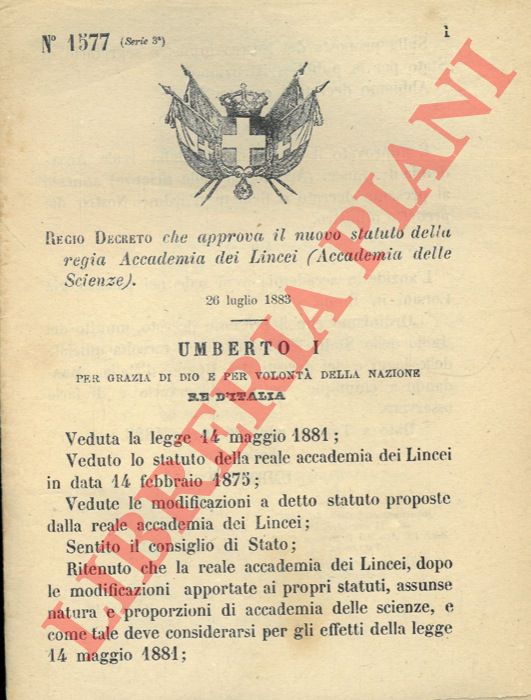 N° 1577 (Serie 3ª)
i
REGIO DECRETO che approva il nuovo statuto della
regia Accademia dei Lincei (Accademia delle
Scienze).
26 luglio 1883
UMBERTO I
PER GRAZIA DI DIO E PER VOLONTÀ DELLA NAZIONE
RE D'ITALIA
Veduta la legge 14 maggio 1881;
Veduto lo statuto della reale accademia dei Lincei
in data 14 febbraio 1875;
Vedute le modificazioni a detto statuto proposte
dalla reale accademia dei Lincei;
Sentito il consiglio di Stato;
Ritenuto che la reale accademia dei Lincei, dopo
le modificazioni apportate ai propri statuti, assunse
natura e proporzioni di accademia delle scienze, e
come tale deve considerarsi per gli effetti della legge
14 maggio 1881;
LIBRERIA PIANI